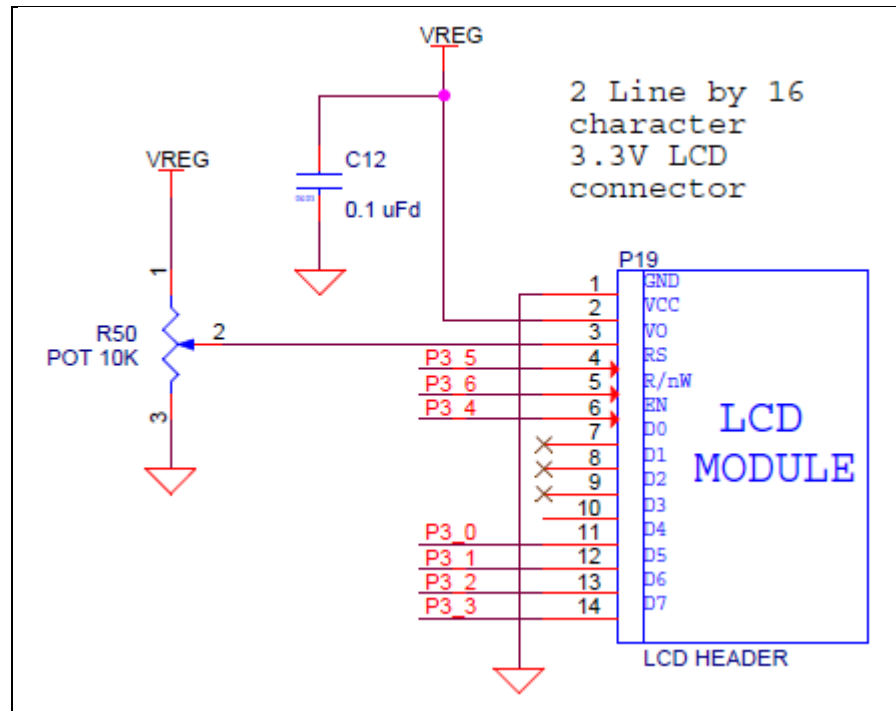 VREG
2 Line by 16
character
3.3V LCD
connector
C12
0.1 uFd
VREG
1
R50
POT 10K
2
3
P19
1 GND
2 VCC
3 VO
P3_5 4 RS
P3_6 5 R/nW
P3_4 6 EN
7 D0
8 D1
9 D2
10 D3
P3_0 11 D4
P3_1 12 D5
P3_2 13 D6
P3_3 14 D7
LCD
MODULE
LCD HEADER